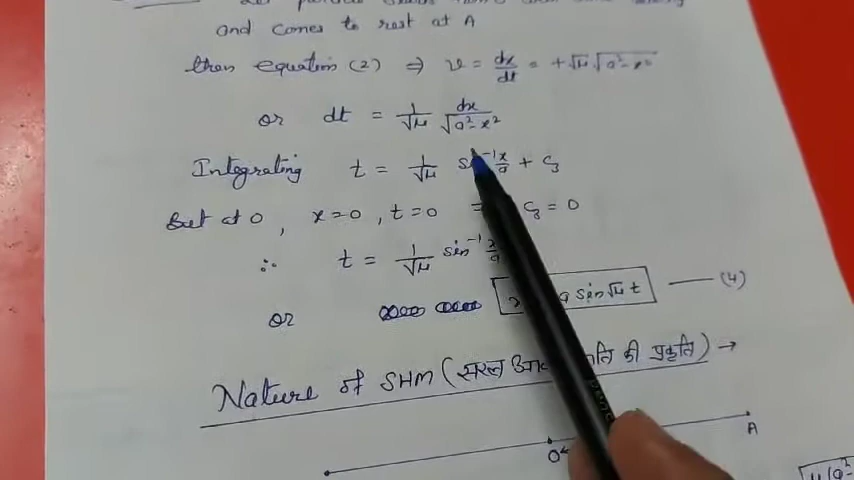 and comes to rest at A
then equation (2) ⇒ v = dx/dt = +√μ √a²-x²
or dt = 1/√μ dx/√a²-x²
Integrating t = 1/√μ sin⁻¹ x/a + C₃
But at O, x=0, t=0 ⇒ C₃ = 0
∴ t = 1/√μ sin⁻¹ x/a
or a sin√μ t —— (4)
Nature of SHM (सरल की प्रकृति) →
O A